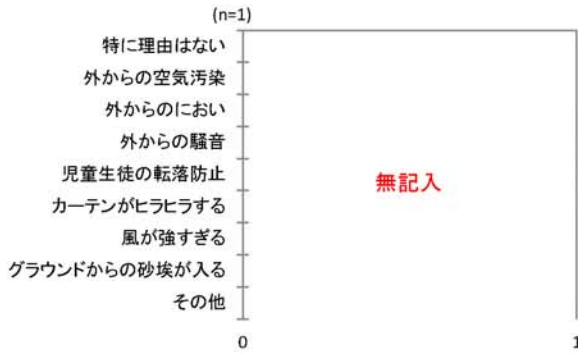 (n=1)
特に理由はない
外からの空気汚染
外からのにおい
外からの騒音
児童生徒の転落防止
カーテンがヒラヒラする
風が強すぎる
グラウンドからの砂埃が入る
その他
無記入
0 1